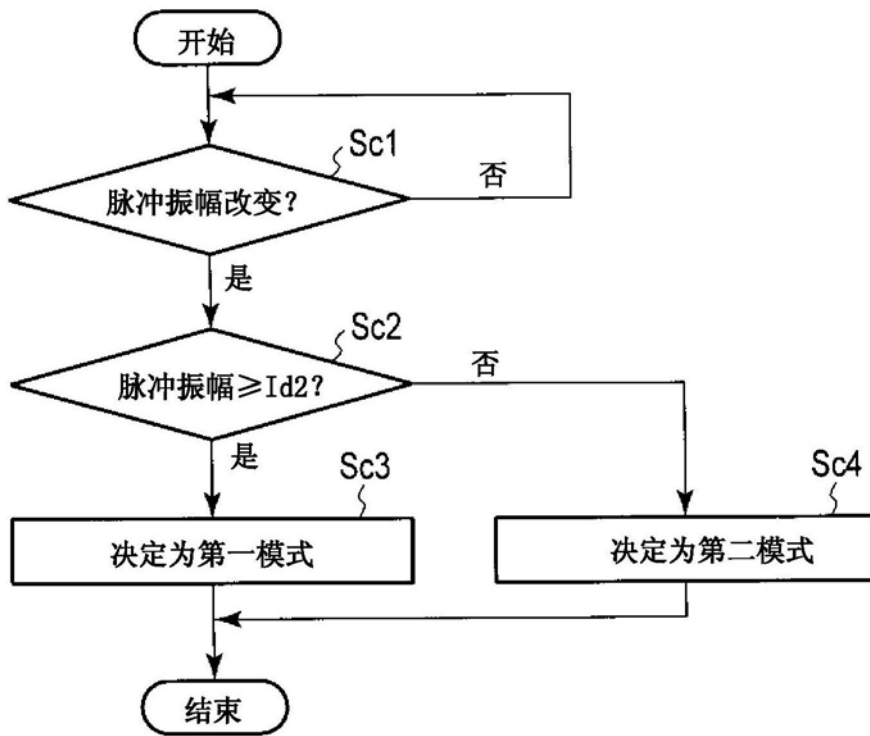 开始
Sc1
脉冲振幅改变?
否
是
Sc2
脉冲振幅≥Id2?
否
是
Sc3
Sc4
决定为第一模式
决定为第二模式
结束